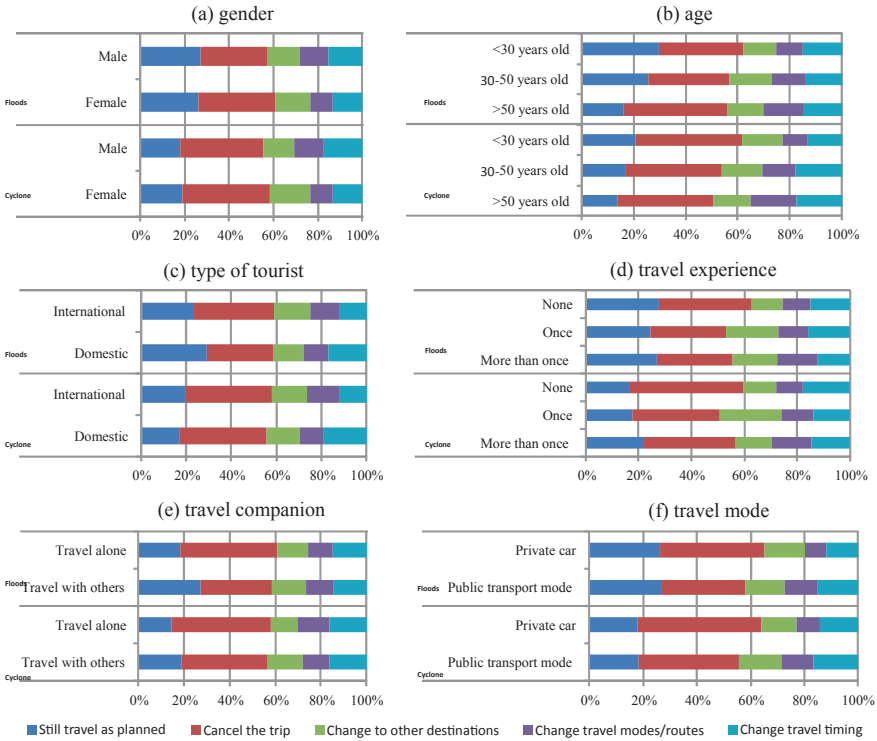 (a) gender
Male
Floods
Female
Male
Cyclone
Female
0% 20% 40% 60% 80% 100%
(b) age
<30 years old
30-50 years old
Floods
>50 years old
<30 years old
30-50 years old
Cyclone
>50 years old
0% 20% 40% 60% 80% 100%
(c) type of tourist
International
Floods
Domestic
International
Cyclone
Domestic
0% 20% 40% 60% 80% 100%
(d) travel experience
None
Once
Floods
More than once
None
Once
Cyclone
More than once
0% 20% 40% 60% 80% 100%
(e) travel companion
Travel alone
Floods
Travel with others
Travel alone
Travel with others
Cyclone
0% 20% 40% 60% 80% 100%
(f) travel mode
Private car
Floods
Public transport mode
Private car
Public transport mode
Cyclone
0% 20% 40% 60% 80% 100%
Still travel as planned Cancel the trip Change to other destinations Change travel modes/routes Change travel timing